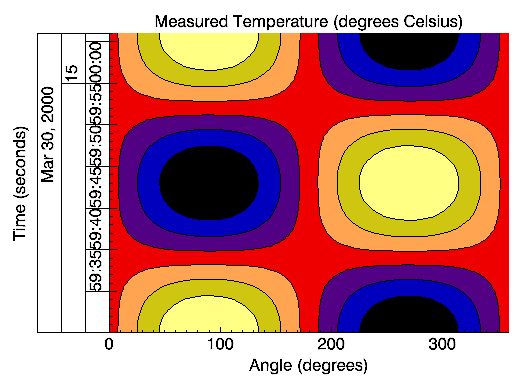 Measured Temperature (degrees Celsius)
Time (seconds)
Mar 30, 2000
15
59:35
59:40
59:45
59:50
59:55
00:00
0
100
200
300
Angle (degrees)